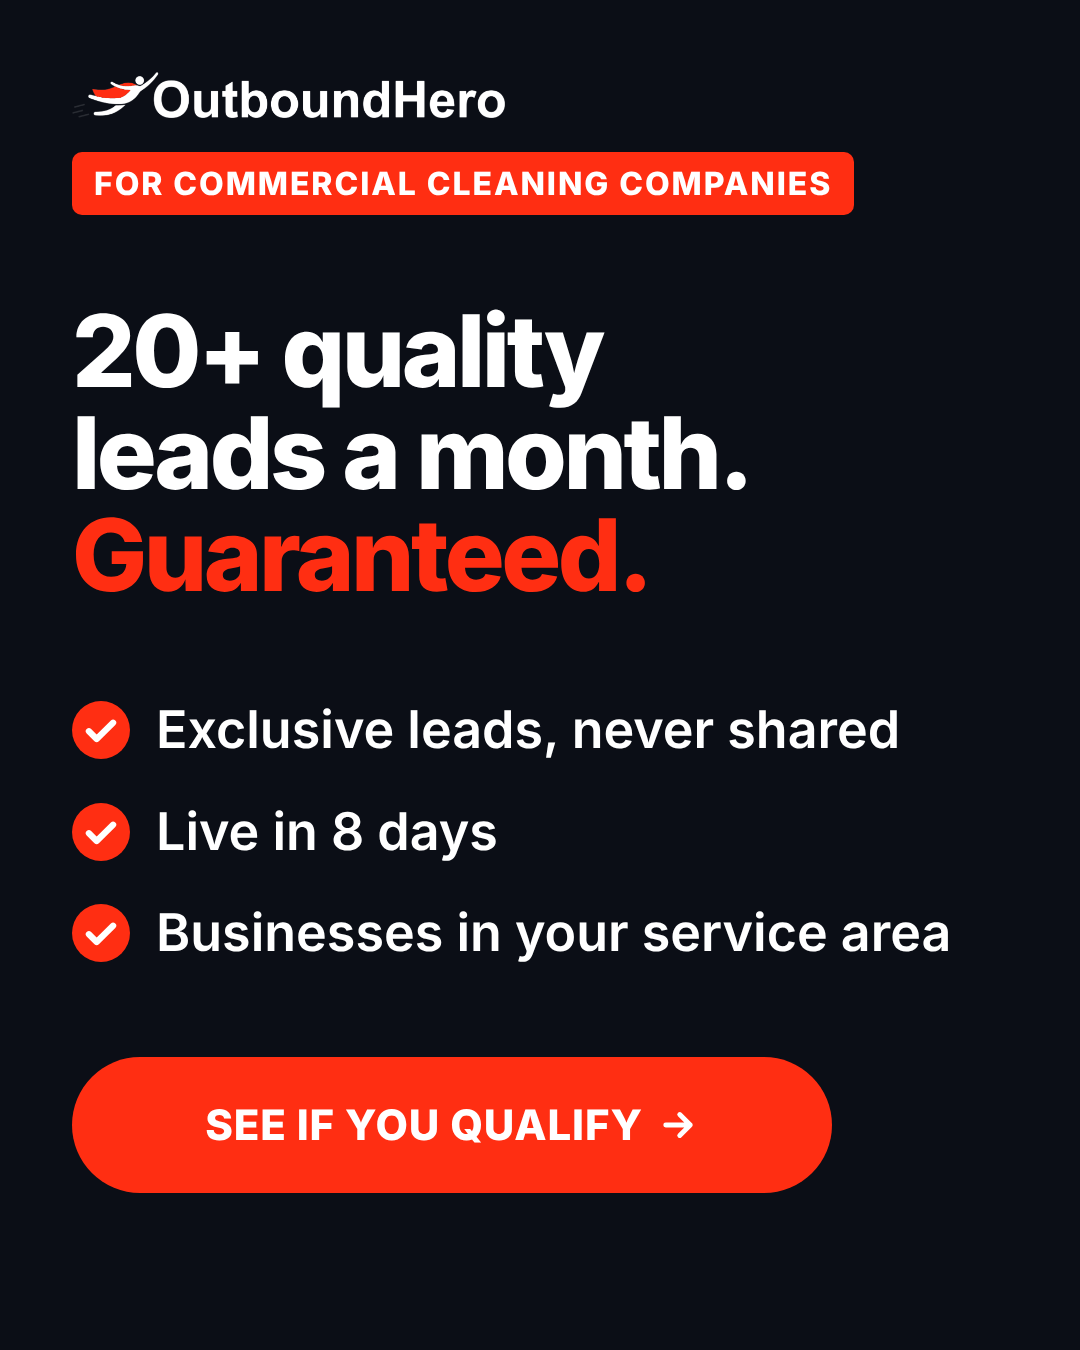 OutboundHero
FOR COMMERCIAL CLEANING COMPANIES
20+ quality
leads a month.
Guaranteed.
Exclusive leads, never shared
Live in 8 days
Businesses in your service area
SEE IF YOU QUALIFY →